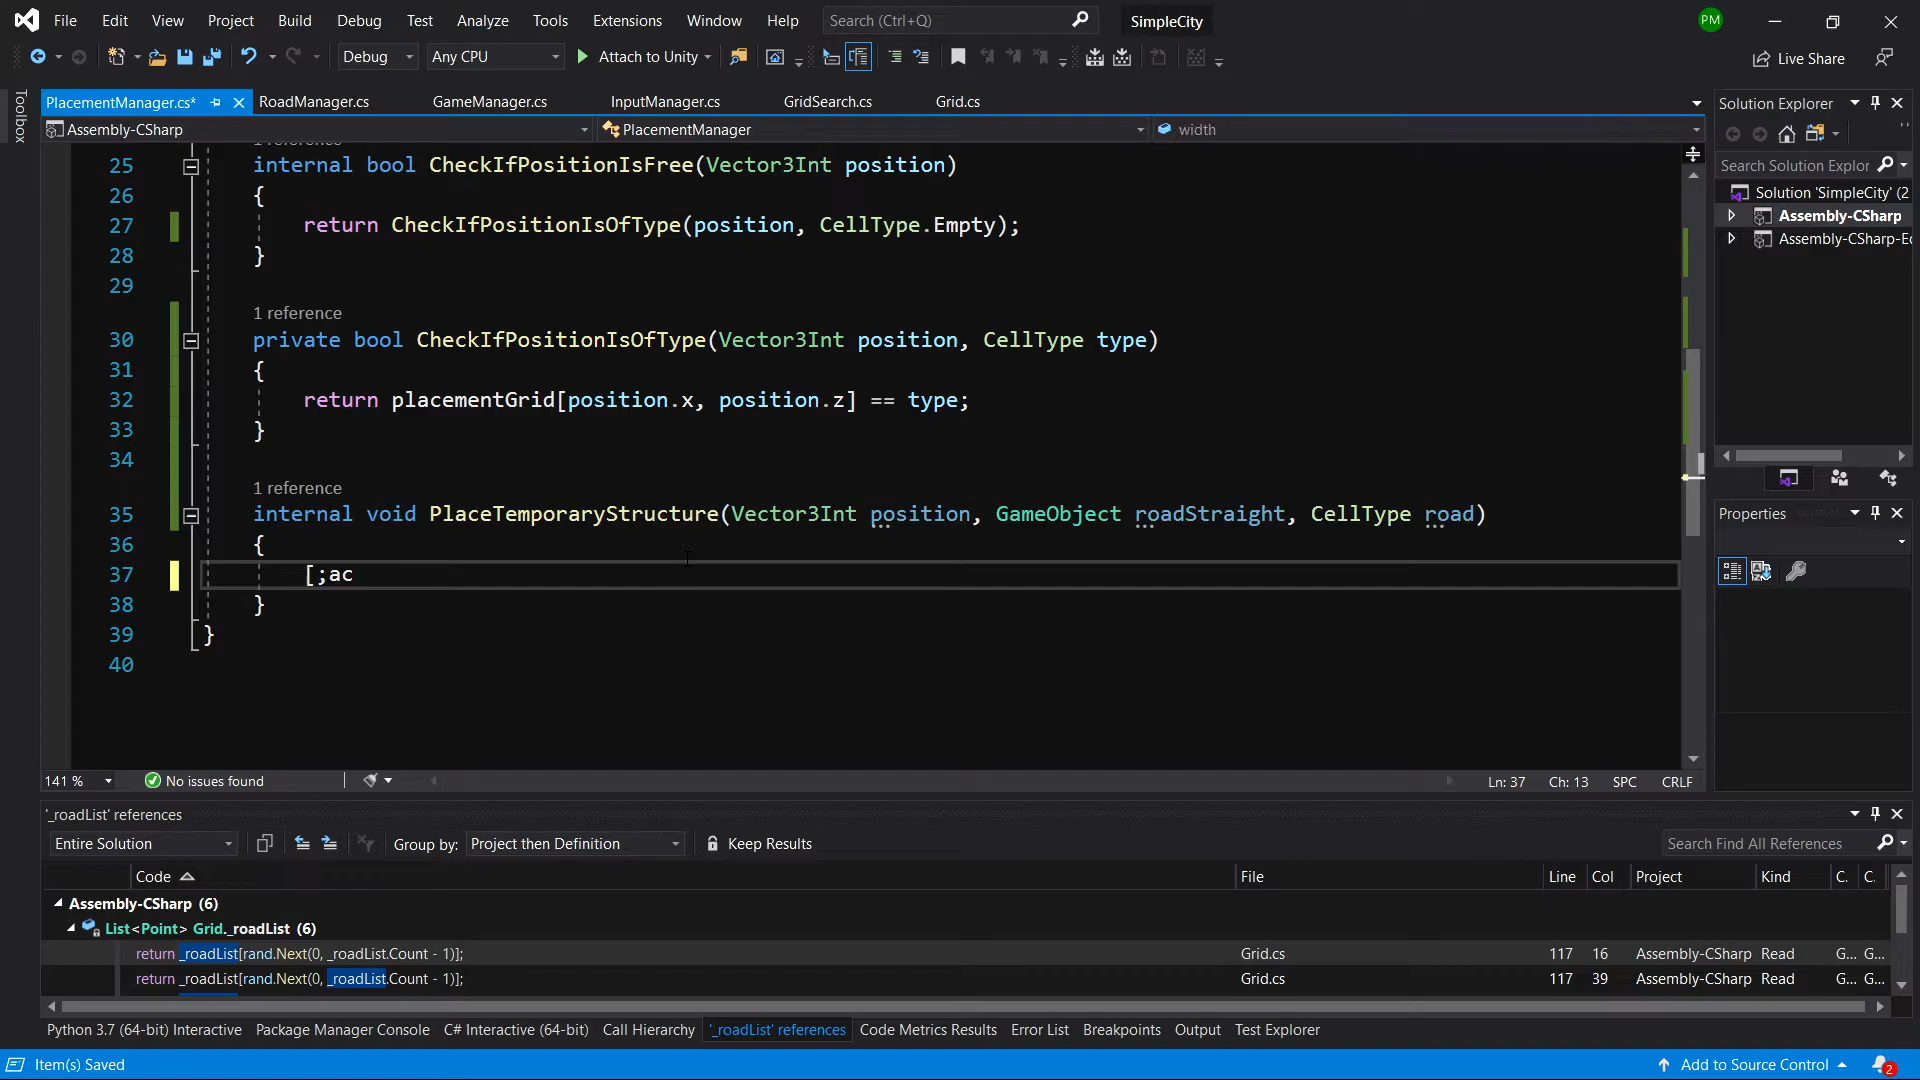 File Edit View Project Build Debug Test Analyze Tools Extensions Window Help Search (Ctrl+Q) SimpleCity PM
Debug Any CPU Attach to Unity Live Share
Toolbox
PlacementManager.cs* RoadManager.cs GameManager.cs InputManager.cs GridSearch.cs Grid.cs
Assembly-CSharp PlacementManager width
25 internal bool CheckIfPositionIsFree(Vector3Int position)
26 {
27 return CheckIfPositionIsOfType(position, CellType.Empty);
28 }
29
1 reference
30 private bool CheckIfPositionIsOfType(Vector3Int position, CellType type)
31 {
32 return placementGrid[position.x, position.z] == type;
33 }
34
1 reference
35 internal void PlaceTemporaryStructure(Vector3Int position, GameObject roadStraight, CellType road)
36 {
37 [;ac
38 }
39 }
40
141 % No issues found Ln: 37 Ch: 13 SPC CRLF
Solution Explorer
Search Solution Explor
Solution 'SimpleCity' (2
Assembly-CSharp
Assembly-CSharp-Ed
Properties
'_roadList' references
Entire Solution Group by: Project then Definition Keep Results Search Find All References
Code File Line Col Project Kind C. C.
Assembly-CSharp (6)
List<Point> Grid._roadList (6)
return _roadList[rand.Next(0, _roadList.Count - 1)]; Grid.cs 117 16 Assembly-CSharp Read G... G...
return _roadList[rand.Next(0, _roadList.Count - 1)]; Grid.cs 117 39 Assembly-CSharp Read G... G...
Python 3.7 (64-bit) Interactive Package Manager Console C# Interactive (64-bit) Call Hierarchy '_roadList' references Code Metrics Results Error List Breakpoints Output Test Explorer
Item(s) Saved Add to Source Control 2